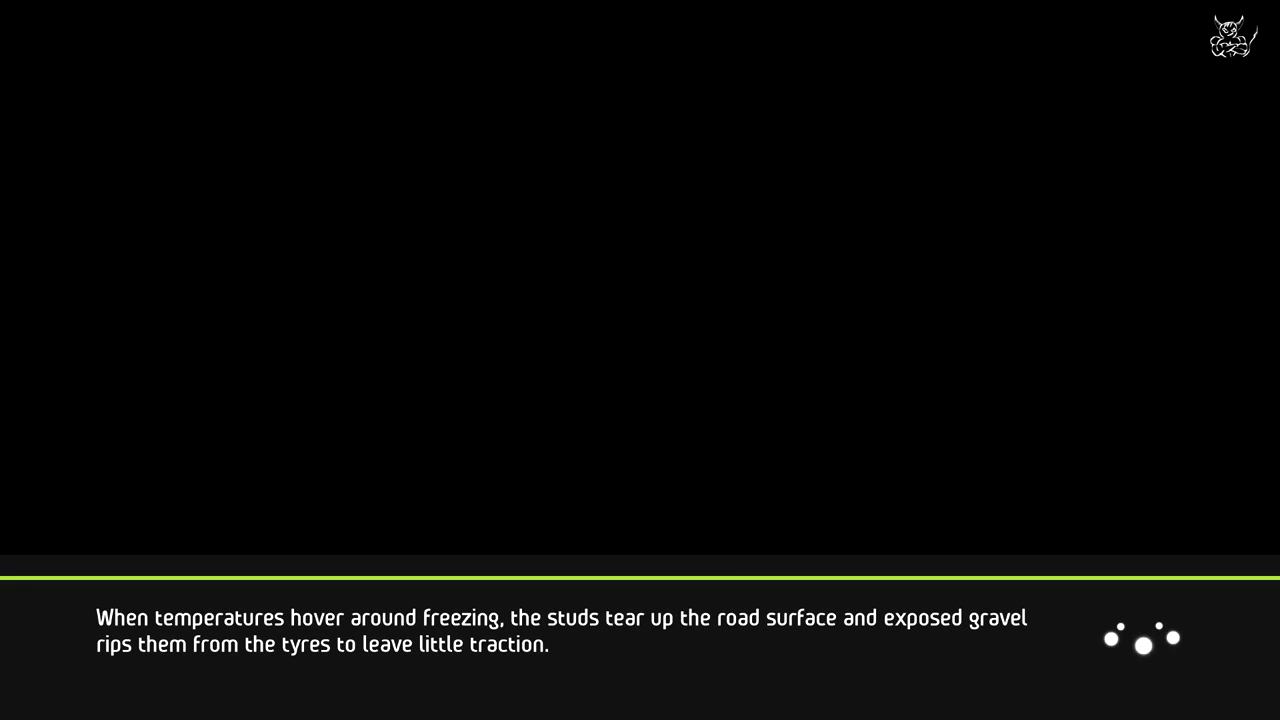 When temperatures hover around freezing, the studs tear up the road surface and exposed gravel
rips them from the tyres to leave little traction.